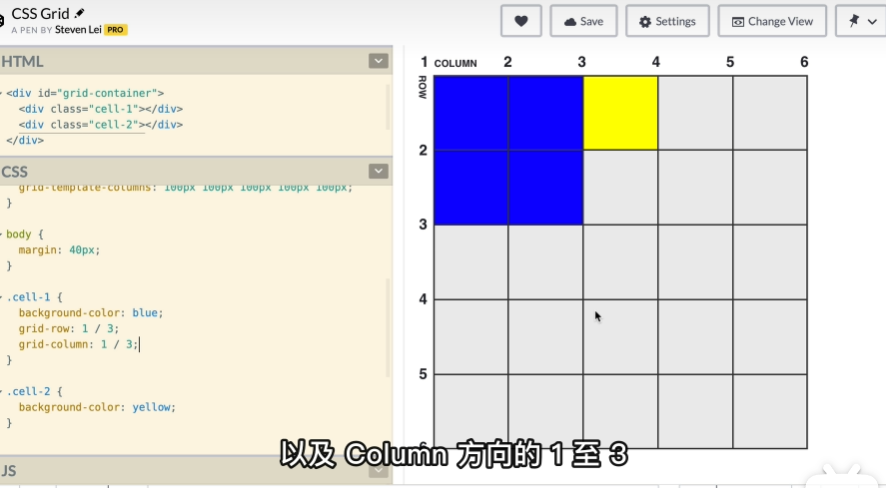 CSS Grid
A PEN BY Steven Lei PRO
Save
Settings
Change View
HTML
<div id="grid-container">
<div class="cell-1"></div>
<div class="cell-2"></div>
</div>
CSS
grid-template-columns: 100px 100px 100px 100px 100px;
}
body {
margin: 40px;
}
.cell-1 {
background-color: blue;
grid-row: 1 / 3;
grid-column: 1 / 3;
}
.cell-2 {
background-color: yellow;
}
JS
1 COLUMN 2 3 4 5 6
ROW
2
3
4
5
6
以及 Column 方向的 1 至 3